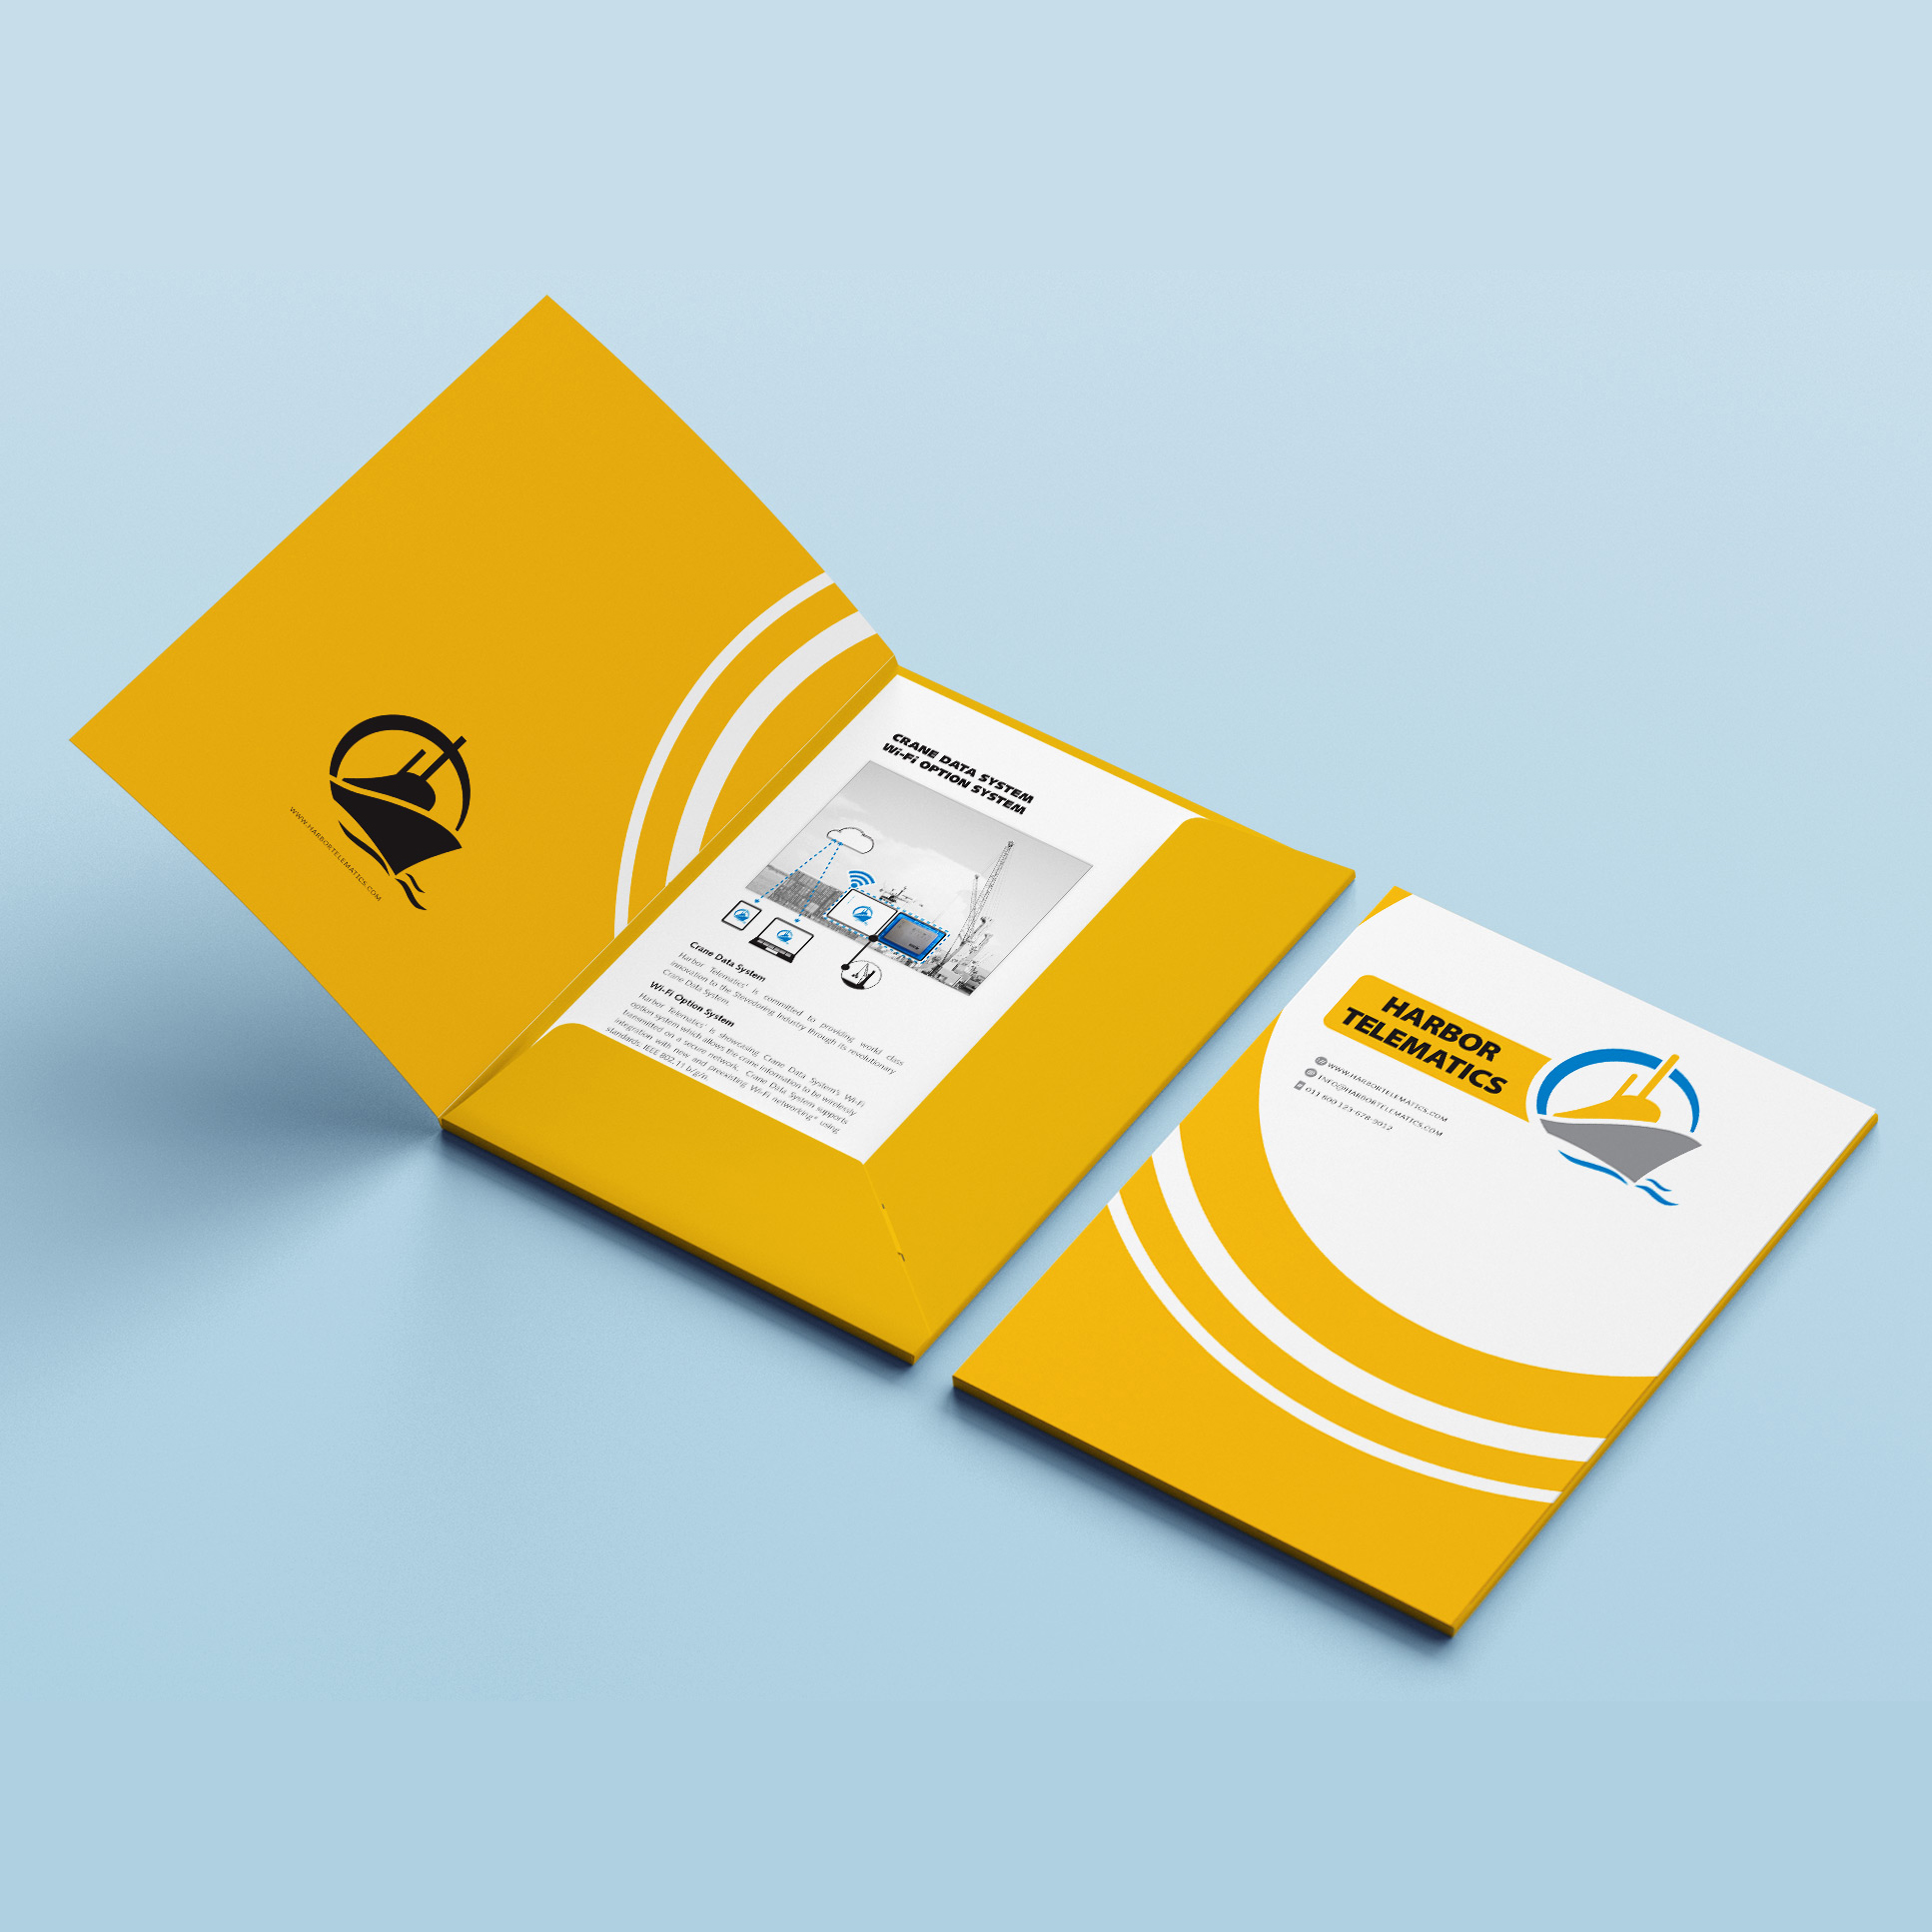 WWW.HARBORTELEMATICS.COM
CRANE DATA SYSTEM
Wi-Fi OPTION SYSTEM
Crane Data System
Harbor Telematics' is committed to providing world class
innovation to the Stevedoring Industry through its revolutionary
Crane Data System.
Wi-Fi Option System
Harbor Telematics' is showcasing Crane Data System's Wi-Fi
option system which allows the crane information to be wirelessly
transmitted on a secure network. Crane Data System supports
integration with new and preexisting Wi-Fi networking* using
standards: IEEE 802.11 b/g/n.
HARBOR
TELEMATICS
WWW.HARBORTELEMATICS.COM
INFO@HARBORTELEMATICS.COM
011 800 123-678-9012